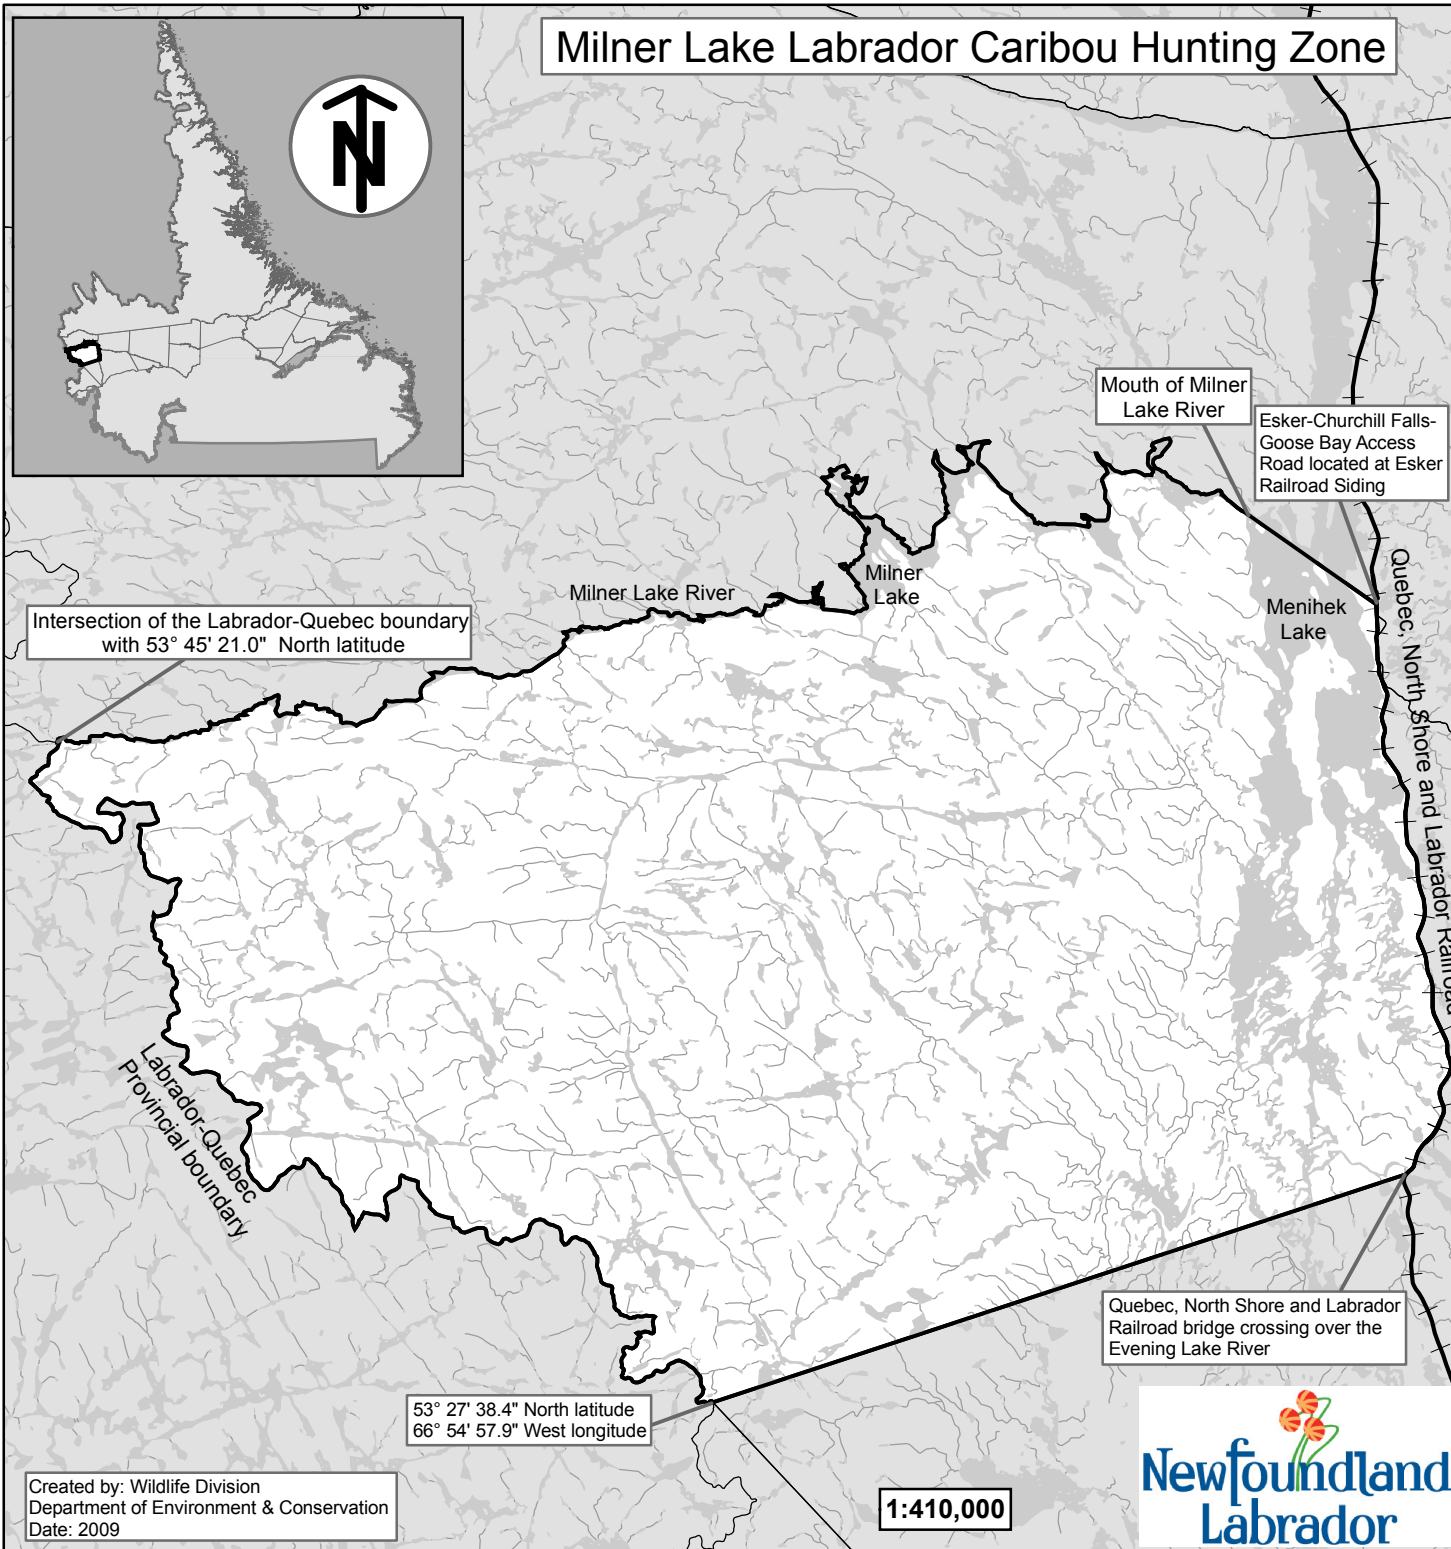 Milner Lake Labrador Caribou Hunting Zone
N
Mouth of Milner
Lake River
Esker-Churchill Falls-
Goose Bay Access
Road located at Esker
Railroad Siding
Milner Lake River
Milner
Lake
Menihek
Lake
Quebec, North Shore and Labrador Railroad
Intersection of the Labrador-Quebec boundary
with 53° 45' 21.0" North latitude
Labrador-Quebec
Provincial boundary
Quebec, North Shore and Labrador
Railroad bridge crossing over the
Evening Lake River
53° 27' 38.4" North latitude
66° 54' 57.9" West longitude
Created by: Wildlife Division
Department of Environment & Conservation
Date: 2009
1:410,000
Newfoundland
Labrador